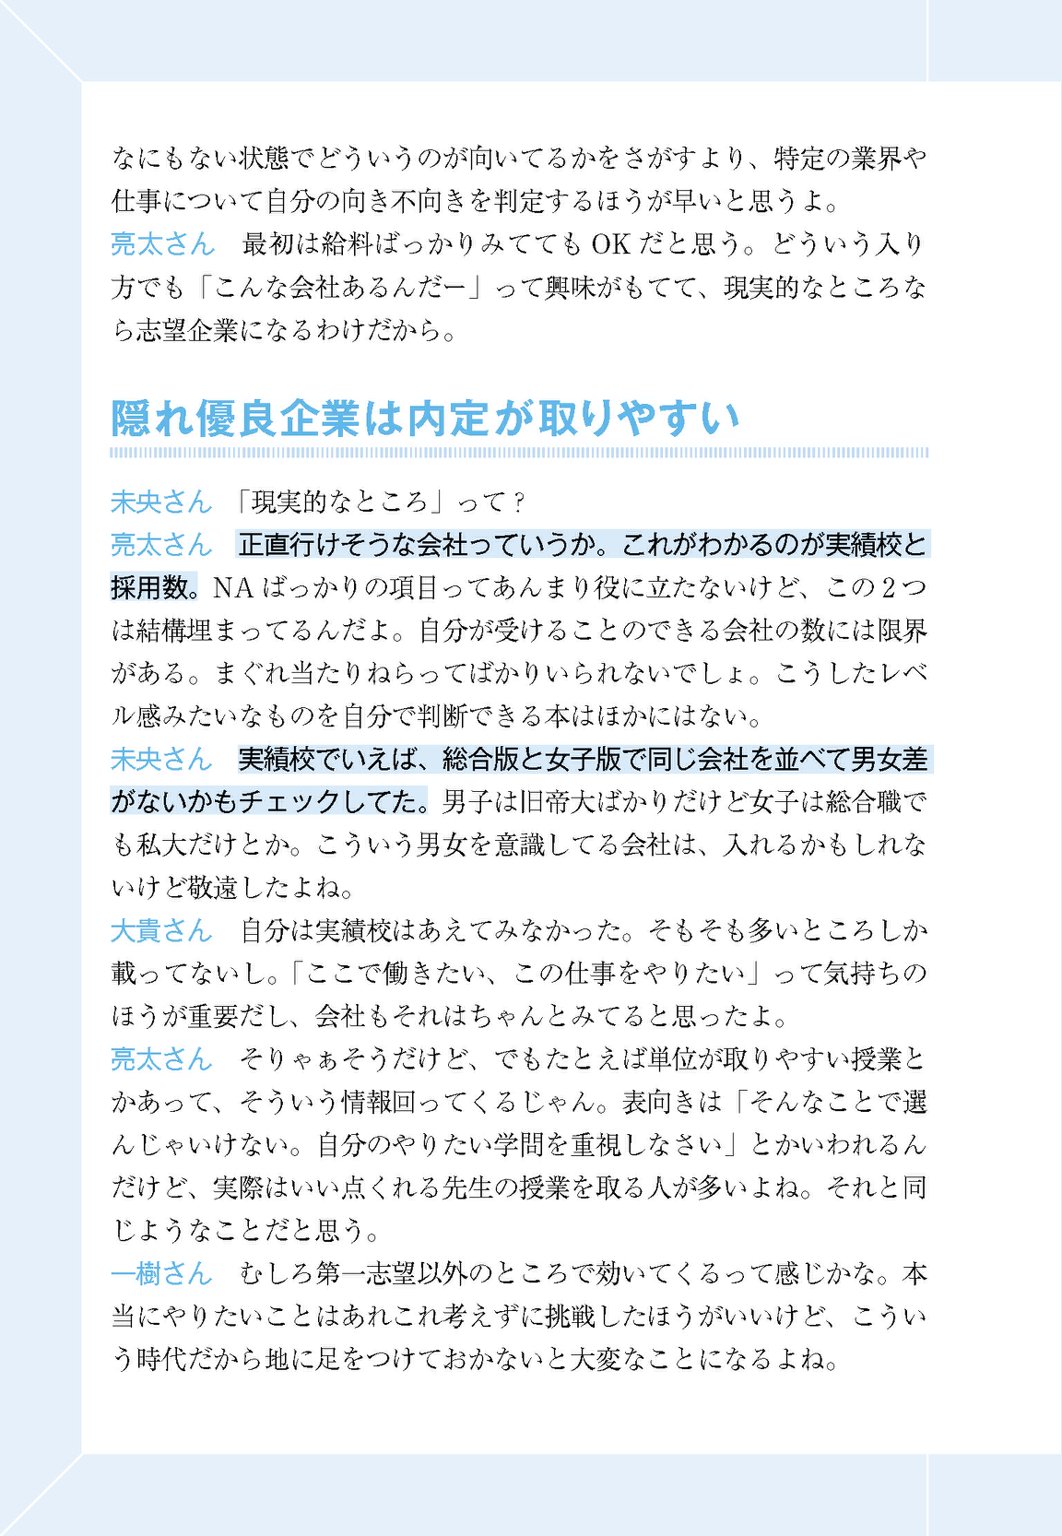 なにもない状態でどういうのが向いてるかをさがすより、特定の業界や
仕事について自分の向き不向きを判定するほうが早いと思うよ。
亮太さん　最初は給料ばっかりみててもOKだと思う。どういう入り
方でも「こんな会社あるんだー」って興味がもてて、現実的なところな
ら志望企業になるわけだから。
隠れ優良企業は内定が取りやすい
未央さん　「現実的なところ」って？
亮太さん　正直行けそうな会社っていうか。これがわかるのが実績校と
採用数。NAばっかりの項目ってあんまり役に立たないけど、この2つ
は結構埋まってるんだよ。自分が受けることのできる会社の数には限界
がある。まぐれ当たりねらってばかりいられないでしょ。こうしたレベ
ル感みたいなものを自分で判断できる本はほかにはない。
未央さん　実績校でいえば、総合版と女子版で同じ会社を並べて男女差
がないかもチェックしてた。男子は旧帝大ばかりだけど女子は総合職で
も私大だけとか。こういう男女を意識してる会社は、入れるかもしれな
いけど敬遠したよね。
大貴さん　自分は実績校はあえてみなかった。そもそも多いところしか
載ってないし。「ここで働きたい、この仕事をやりたい」って気持ちの
ほうが重要だし、会社もそれはちゃんとみてると思ったよ。
亮太さん　そりゃぁそうだけど、でもたとえば単位が取りやすい授業と
かあって、そういう情報回ってくるじゃん。表向きは「そんなことで選
んじゃいけない。自分のやりたい学問を重視しなさい」とかいわれるん
だけど、実際はいい点くれる先生の授業を取る人が多いよね。それと同
じようなことだと思う。
一樹さん　むしろ第一志望以外のところで効いてくるって感じかな。本
当にやりたいことはあれこれ考えずに挑戦したほうがいいけど、こうい
う時代だから地に足をつけておかないと大変なことになるよね。